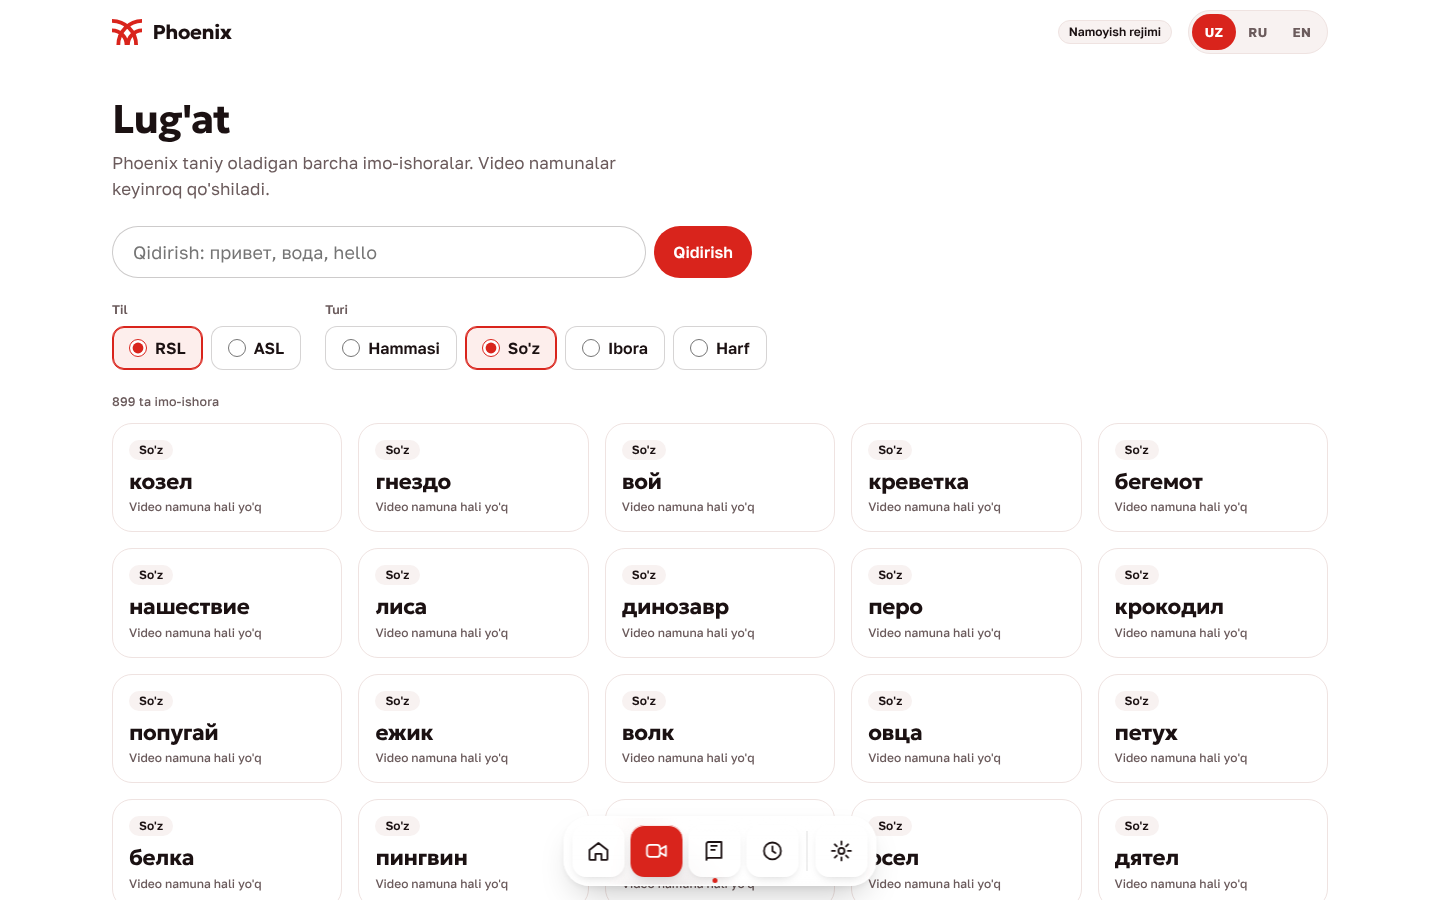 Phoenix
Namoyish rejimi
UZ RU EN
Lug'at
Phoenix taniy oladigan barcha imo-ishoralar. Video namunalar
keyinroq qo'shiladi.
Qidirish: привет, вода, hello
Qidirish
Til
Turi
RSL ASL Hammasi So'z Ibora Harf
899 ta imo-ishora
So'z So'z So'z So'z So'z
козел гнездо вой креветка бегемот
Video namuna hali yo'q Video namuna hali yo'q Video namuna hali yo'q Video namuna hali yo'q Video namuna hali yo'q
So'z So'z So'z So'z So'z
нашествие лиса динозавр перо крокодил
Video namuna hali yo'q Video namuna hali yo'q Video namuna hali yo'q Video namuna hali yo'q Video namuna hali yo'q
So'z So'z So'z So'z So'z
попугай ежик волк овца петух
Video namuna hali yo'q Video namuna hali yo'q Video namuna hali yo'q Video namuna hali yo'q Video namuna hali yo'q
So'z So'z So'z So'z
белка пингвин осел дятел
Video namuna hali yo'q Video namuna hali yo'q Video namuna hali yo'q Video namuna hali yo'q